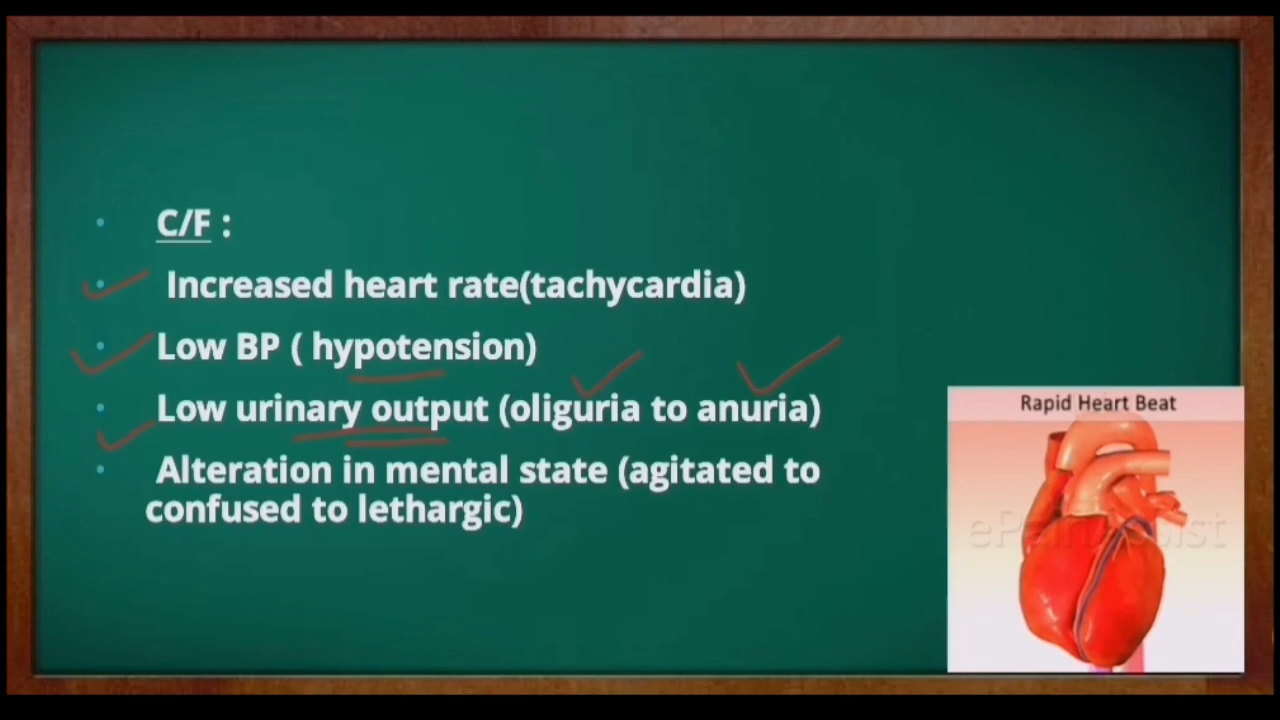 C/F :
Increased heart rate(tachycardia)
Low BP ( hypotension)
Low urinary output (oliguria to anuria)
Alteration in mental state (agitated to
confused to lethargic)
Rapid Heart Beat